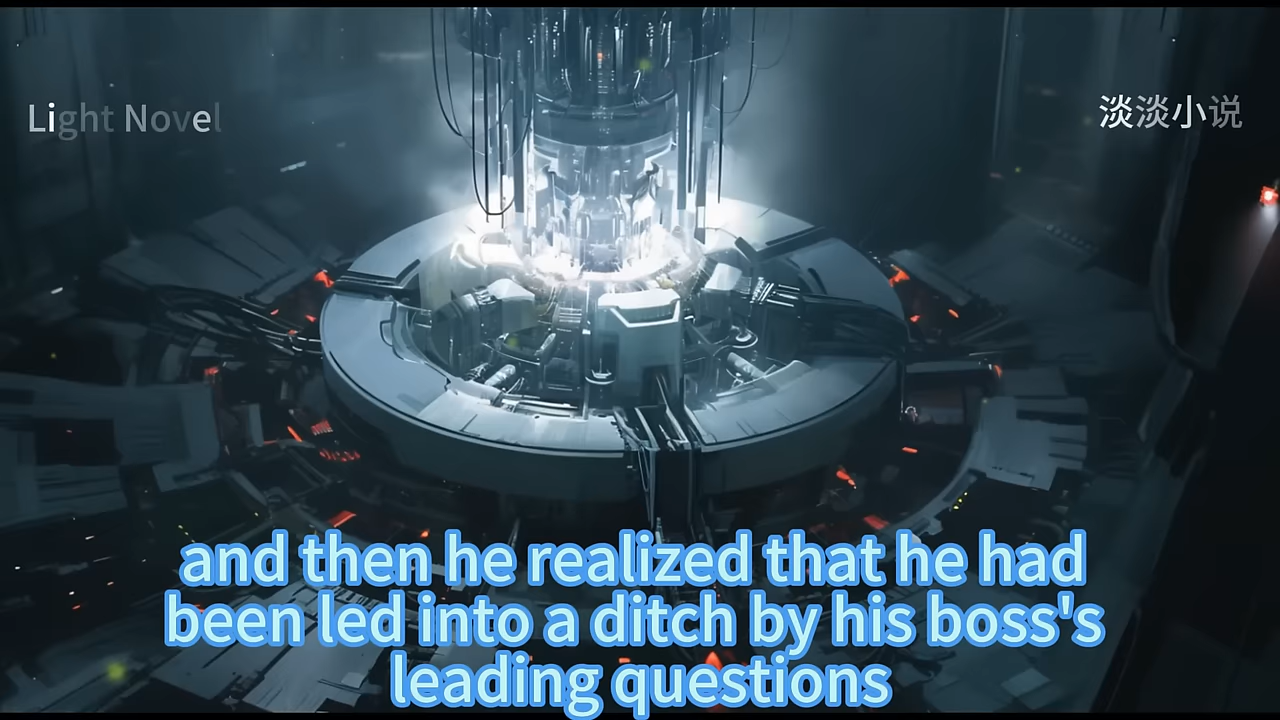 Light Novel
淡淡小说
and then he realized that he had
been led into a ditch by his boss's
leading questions